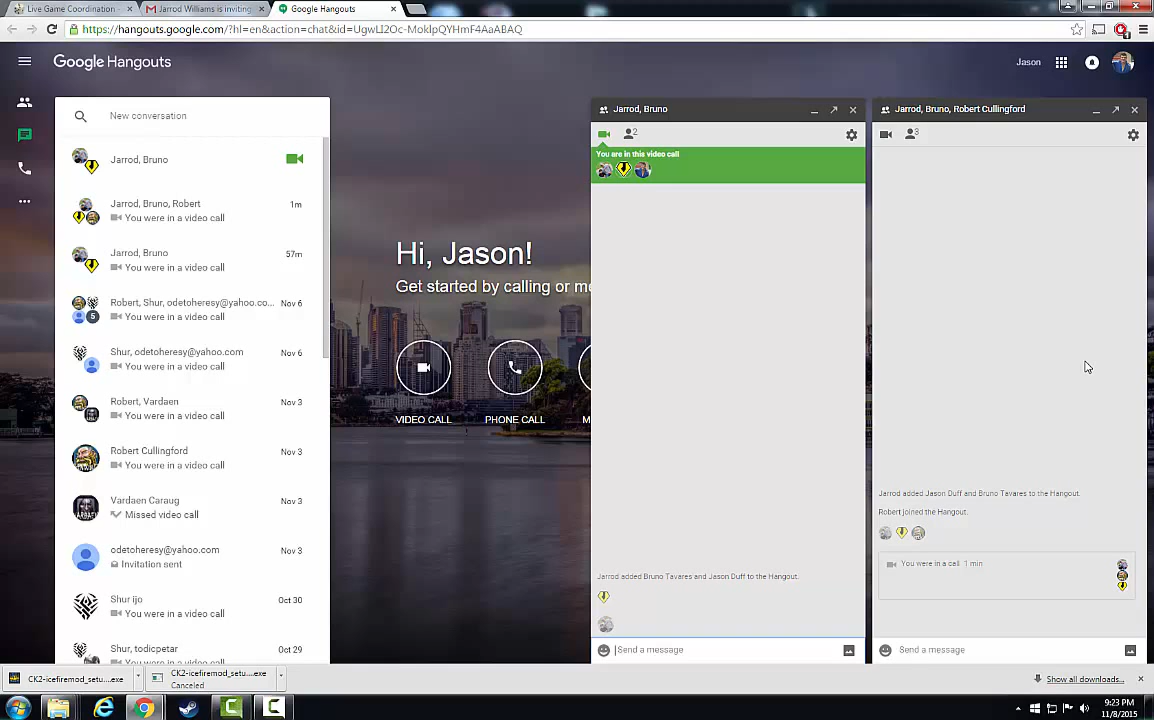 Live Game Coordination -
Jarrod Williams is inviting
Google Hangouts
https://hangouts.google.com/?hl=en&action=chat&id=UgwLI2Oc-MokIpQYHmF4AaABAQ
Google Hangouts
Jason
New conversation
Jarrod, Bruno
Jarrod, Bruno, Robert
1m
You were in a video call
Jarrod, Bruno
57m
You were in a video call
Robert, Shur, odetoheresy@yahoo.co...
Nov 6
5
You were in a video call
Shur, odetoheresy@yahoo.com
Nov 6
You were in a video call
Robert, Vardaen
Nov 3
You were in a video call
Robert Cullingford
Nov 3
You were in a video call
Vardaen Caraug
Nov 3
Missed video call
odetoheresy@yahoo.com
Nov 3
Invitation sent
Shur ijo
Oct 30
You were in a video call
Shur, todicpetar
Oct 29
You were in a video call
Hi, Jason!
Get started by calling or me
VIDEO CALL
PHONE CALL
M
Jarrod, Bruno
2
You are in this video call
Jarrod added Bruno Tavares and Jason Duff to the Hangout.
Send a message
Jarrod, Bruno, Robert Cullingford
3
Jarrod added Jason Duff and Bruno Tavares to the Hangout.
Robert joined the Hangout.
You were in a call 1 min
Send a message
CK2-icefiremod_setu....exe
CK2-icefiremod_setu....exe
Canceled
Show all downloads...
9:23 PM
11/8/2015